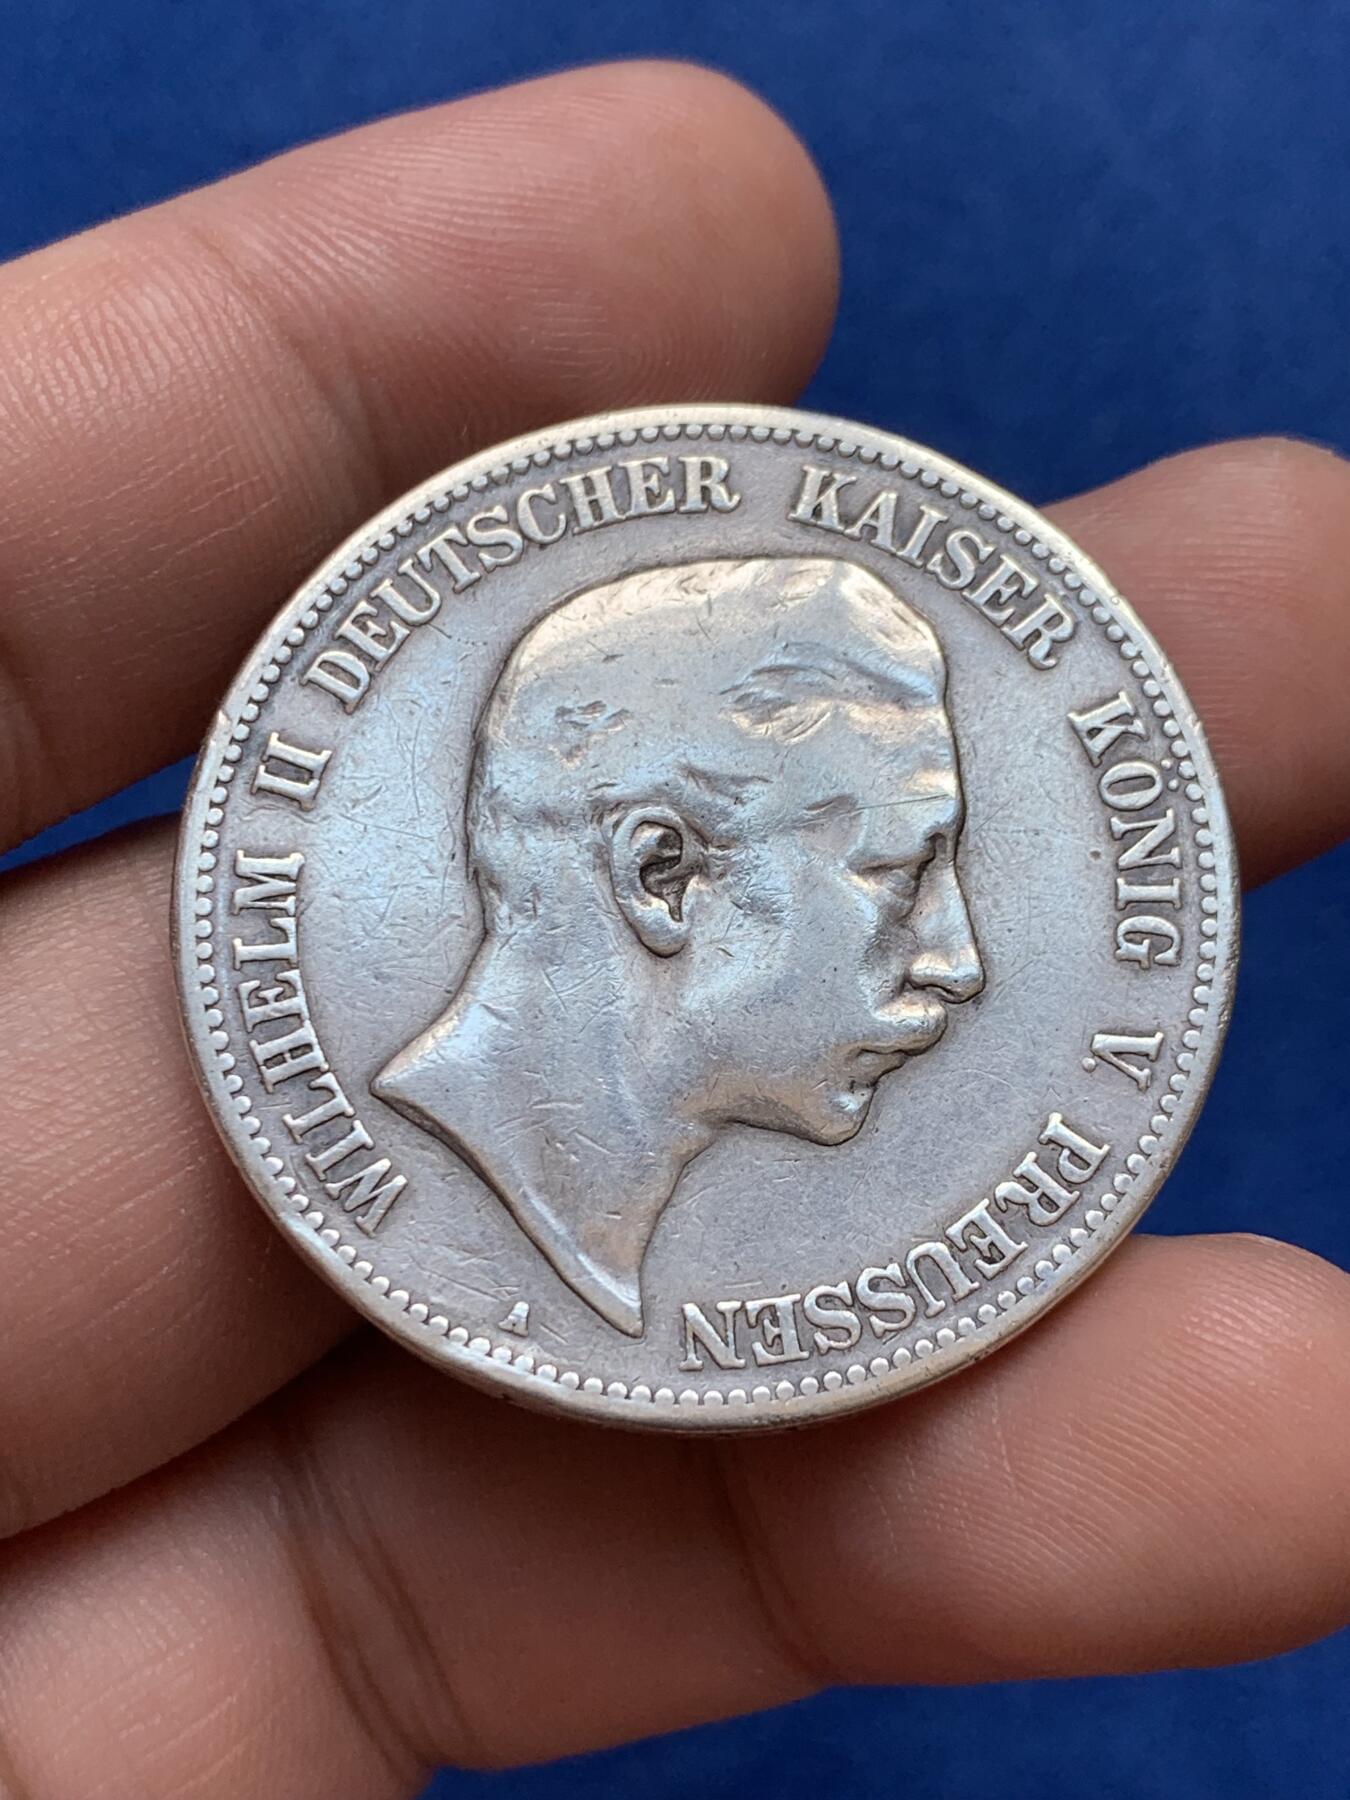 WILHELM II DEUTSCHER KAISER KÖNIG V. PREUSSEN
A